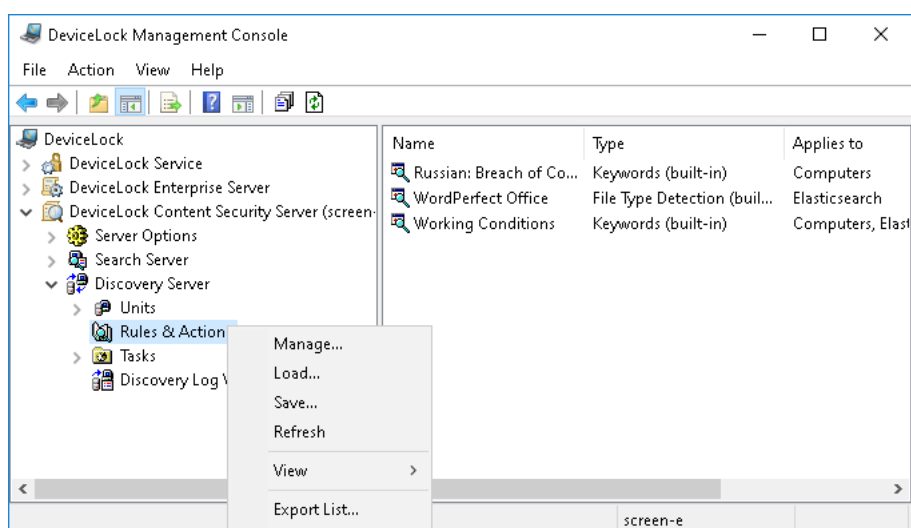 DeviceLock Management Console
File Action View Help
DeviceLock
DeviceLock Service
DeviceLock Enterprise Server
DeviceLock Content Security Server (screen-
Server Options
Search Server
Discovery Server
Units
Rules & Action
Tasks
Discovery Log V
Name Type Applies to
Russian: Breach of Co... Keywords (built-in) Computers
WordPerfect Office File Type Detection (buil... Elasticsearch
Working Conditions Keywords (built-in) Computers, Elast
Manage...
Load...
Save...
Refresh
View
Export List...
screen-e